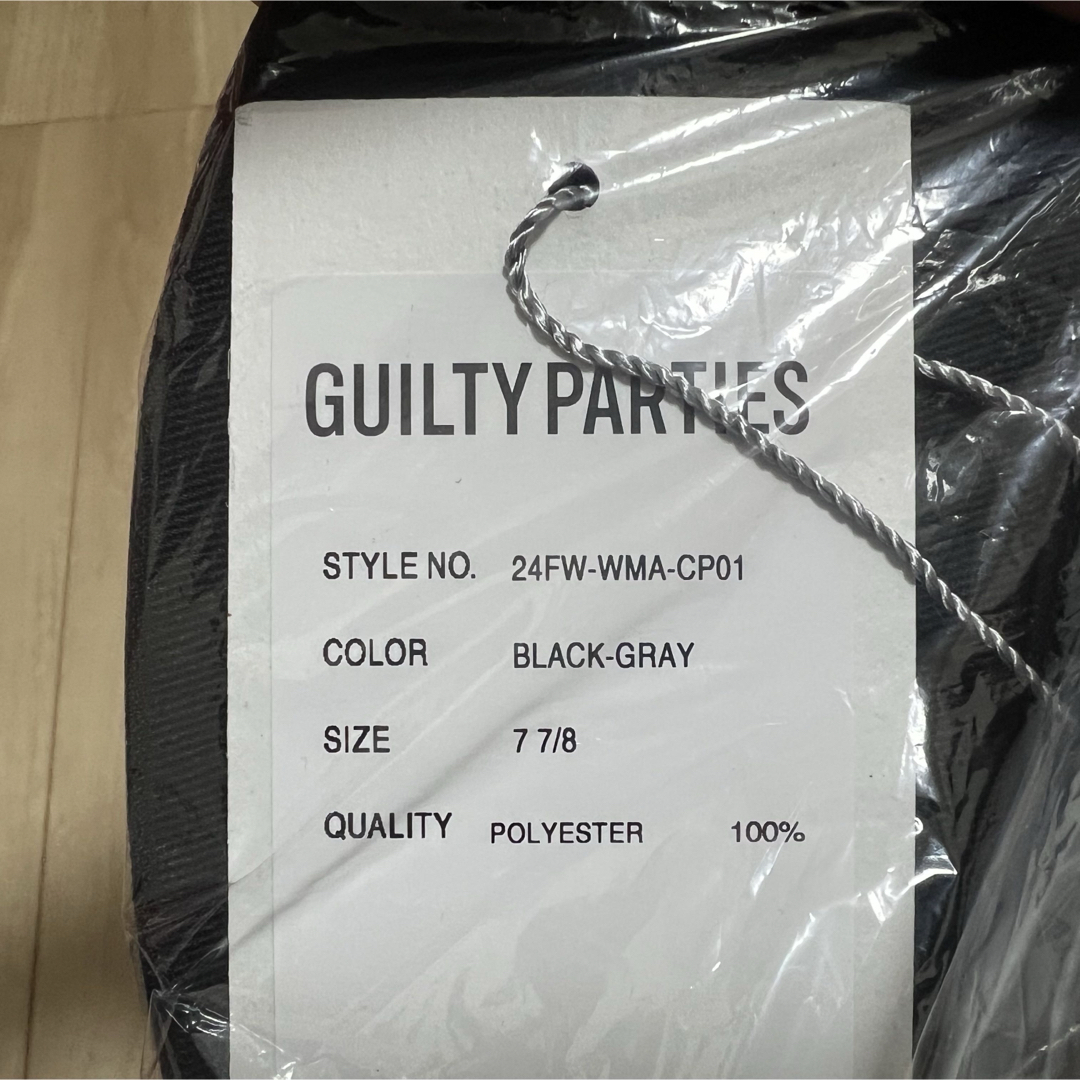 GUILTY PARTIES
STYLE NO. 24FW-WMA-CP01
COLOR BLACK-GRAY
SIZE 7 7/8
QUALITY POLYESTER 100%